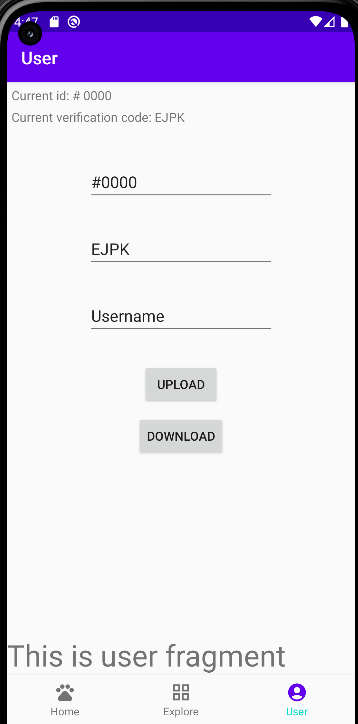 4:47
User
Current id: # 0000
Current verification code: EJPK
#0000
EJPK
Username
UPLOAD
DOWNLOAD
This is user fragment
Home
Explore
User